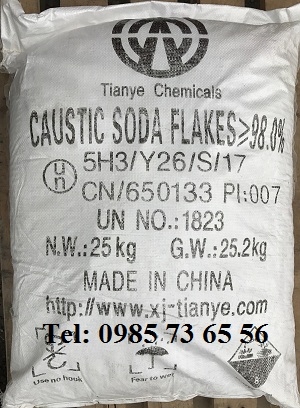 Tianye Chemicals
CAUSTIC SODA FLAKES≥98.0%
un 5H3/Y26/S/17
CN/650133 PI:007
UN NO.:1823
N.W.:25kg G.W.:25.2kg
MADE IN CHINA
http://www.xj-tianye.com
Tel: 0985 73 65 56
Use no hook Fear to wet 8